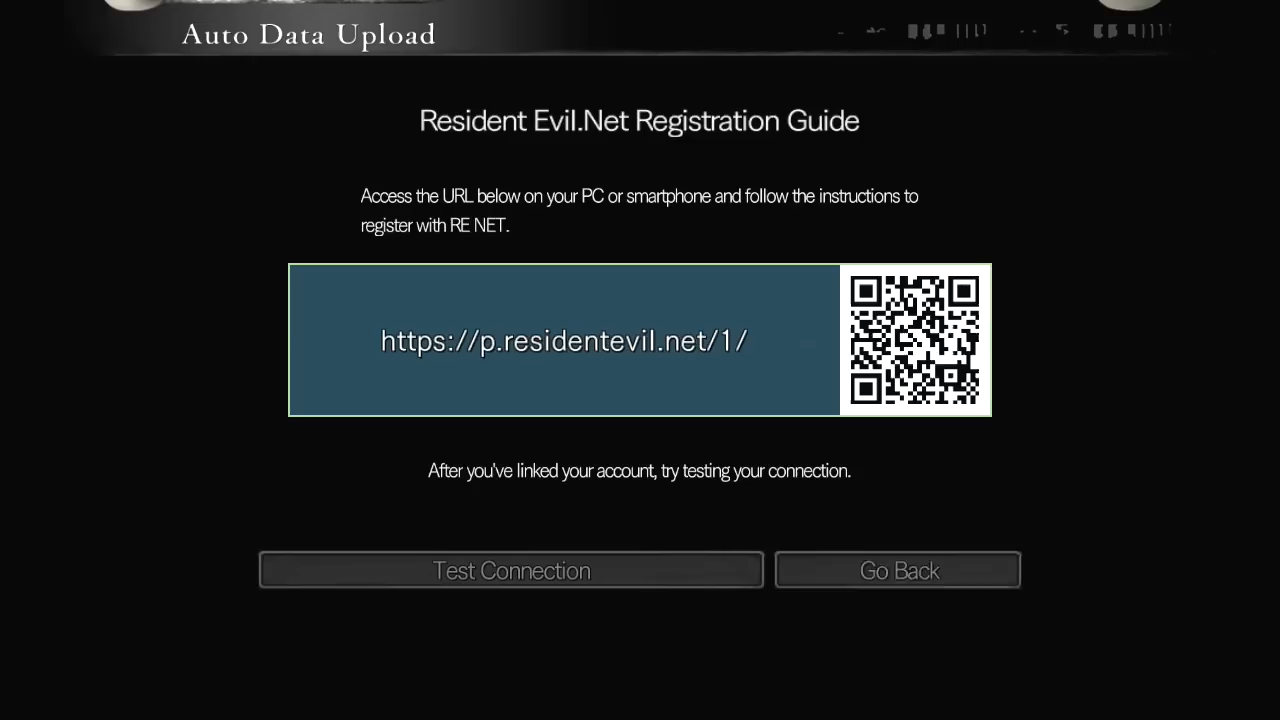 Auto Data Upload
Resident Evil.Net Registration Guide
Access the URL below on your PC or smartphone and follow the instructions to
register with RE NET.
https://p.residentevil.net/1/
After you've linked your account, try testing your connection.
Test Connection
Go Back